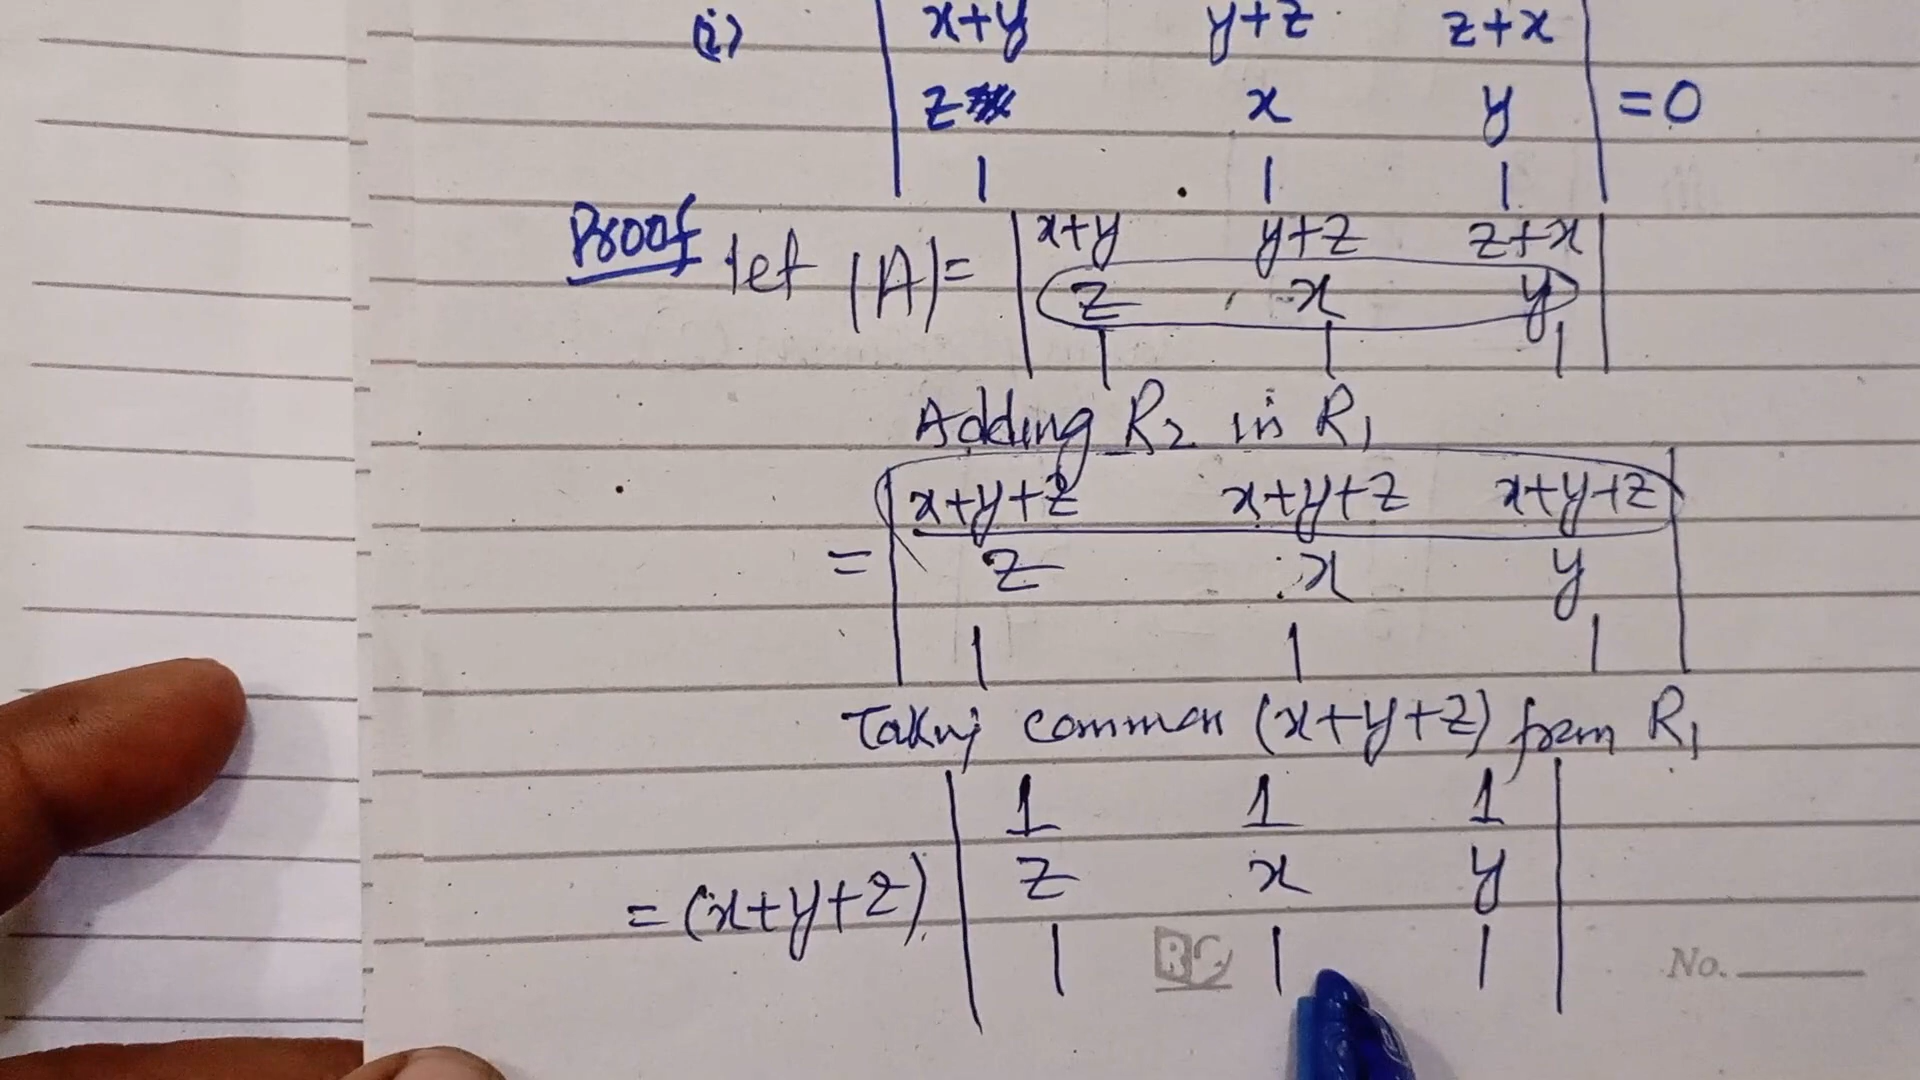 (i) | x+y y+z z+x |
| z x y | = 0
| 1 1 1 |
Proof let |A| = | x+y y+z z+x |
| z x y |
| 1 1 1 |
Adding R₂ in R₁
| x+y+z x+y+z x+y+z |
= | z x y |
| 1 1 1 |
Taking common (x+y+z) from R₁
| 1 1 1 |
= (x+y+z) | z x y |
| 1 1 1 |
No.